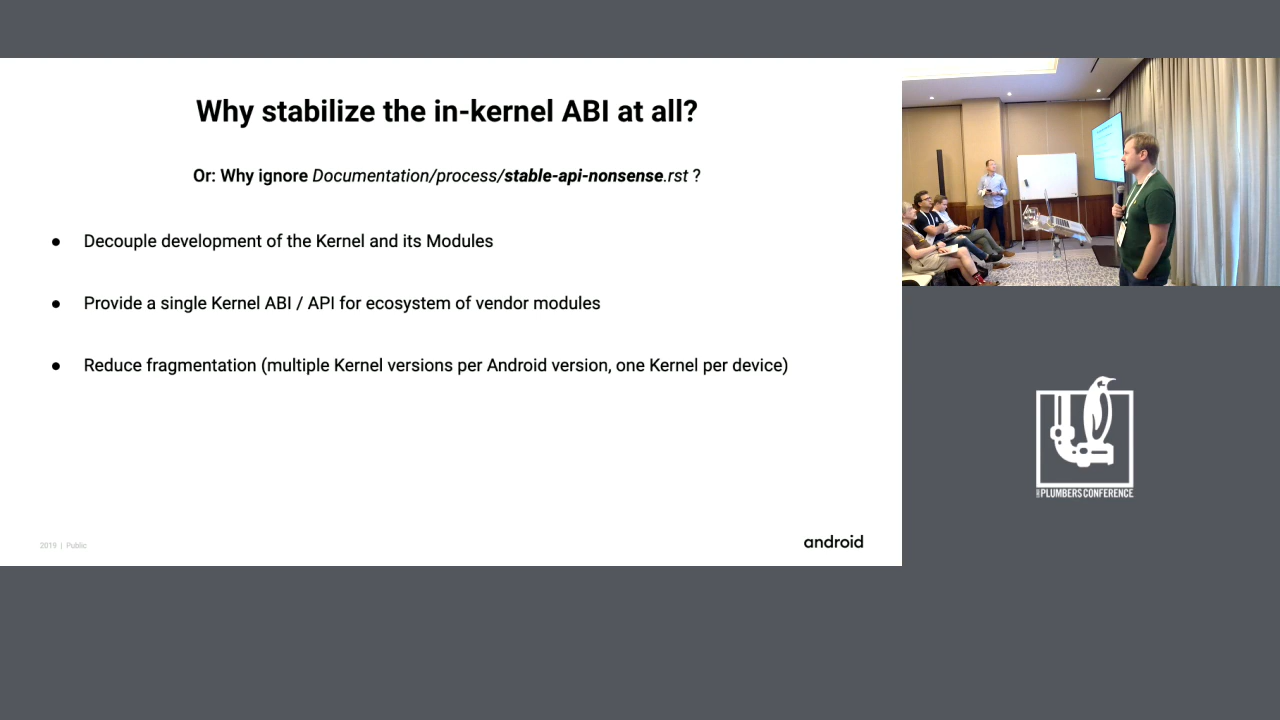 Why stabilize the in-kernel ABI at all?
Or: Why ignore Documentation/process/stable-api-nonsense.rst ?
● Decouple development of the Kernel and its Modules
● Provide a single Kernel ABI / API for ecosystem of vendor modules
● Reduce fragmentation (multiple Kernel versions per Android version, one Kernel per device)
2019 | Public
android
PLUMBERS CONFERENCE